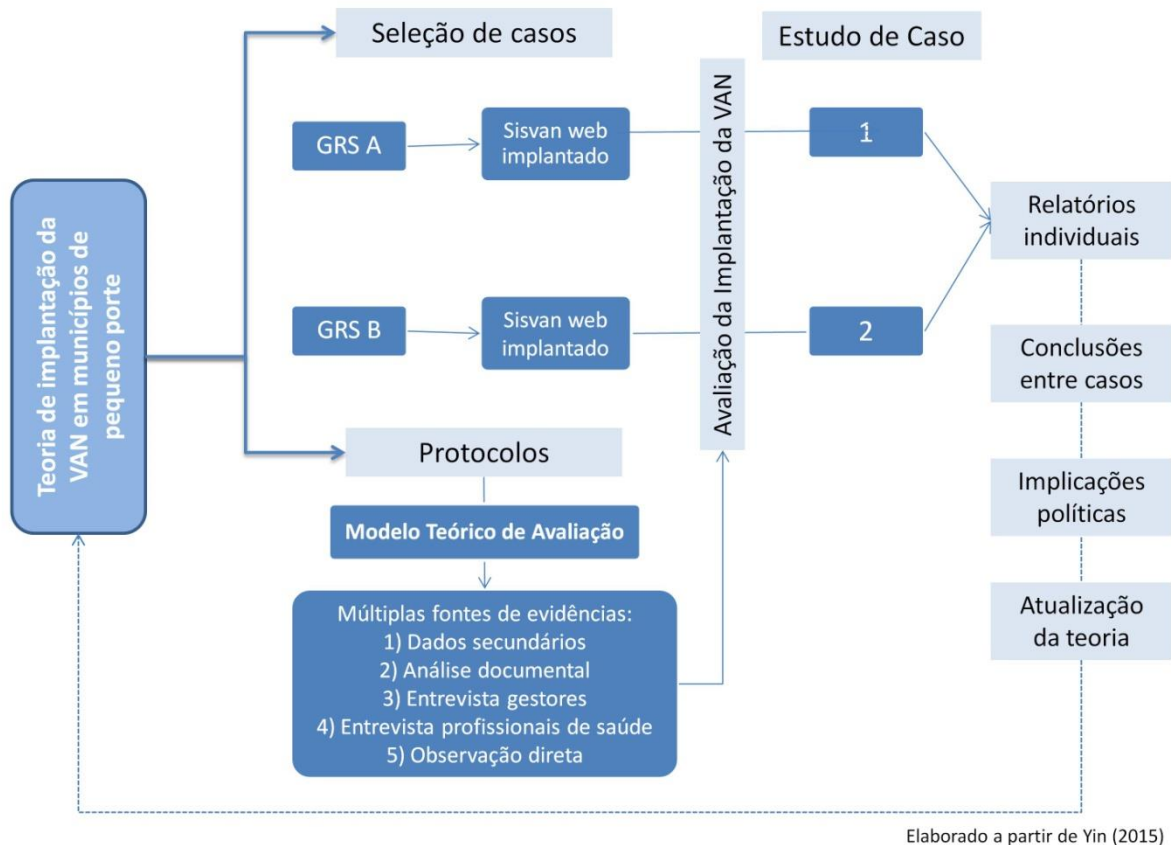 Seleção de casos
Estudo de Caso
GRS A
Sisvan web
implantado
1
GRS B
Sisvan web
implantado
2
Avaliação da Implantação da VAN
Teoria de implantação da
VAN em municípios de
pequeno porte
Relatórios
individuais
Conclusões
entre casos
Implicações
políticas
Atualização
da teoria
Protocolos
Modelo Teórico de Avaliação
Múltiplas fontes de evidências:
1) Dados secundários
2) Análise documental
3) Entrevista gestores
4) Entrevista profissionais de saúde
5) Observação direta
Elaborado a partir de Yin (2015)